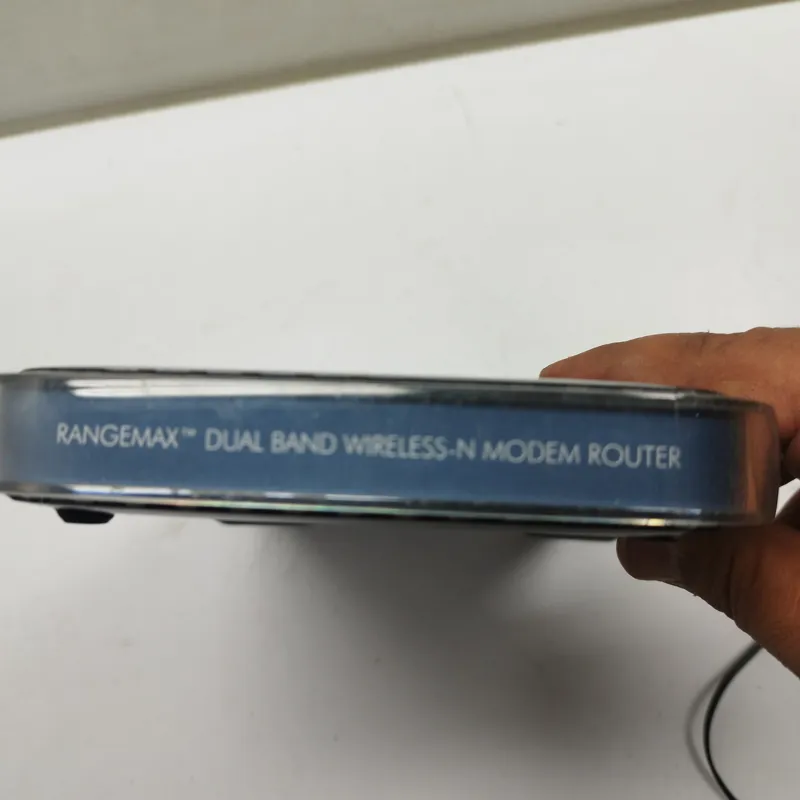 RANGEMAX™ DUAL BAND WIRELESS-N MODEM ROUTER